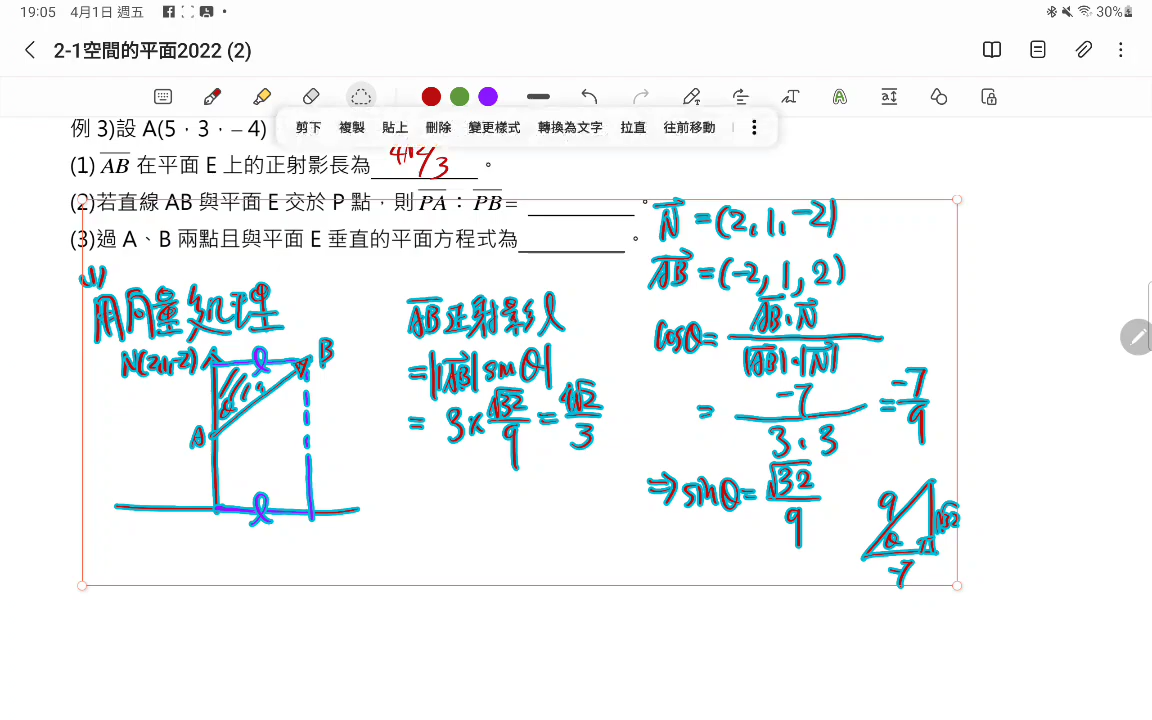 19:05 4月1日 週五 30%
2-1空間的平面2022 (2)
剪下 複製 貼上 刪除 變更樣式 轉換為文字 拉直 往前移動
例 3)設 A(5,3,-4)
(1) AB 在平面 E 上的正射影長為 4√2/3 。
(2)若直線 AB 與平面 E 交於 P 點,則 PA:PB= 。
(3)過 A、B 兩點且與平面 E 垂直的平面方程式為 。
(1)
用向量處理
N(2,1,-2)
ℓ
B
θ
A
ℓ
AB正射影 ℓ
=||AB| sinθ|
= 3 × √32/9 = 4√2/3
N = (2, 1, -2)
AB = (-2, 1, 2)
cosθ = AB·N / |AB|·|N|
= -7 / 3·3 = -7/9
⇒ sinθ = √32/9
9
√32
θ
-7